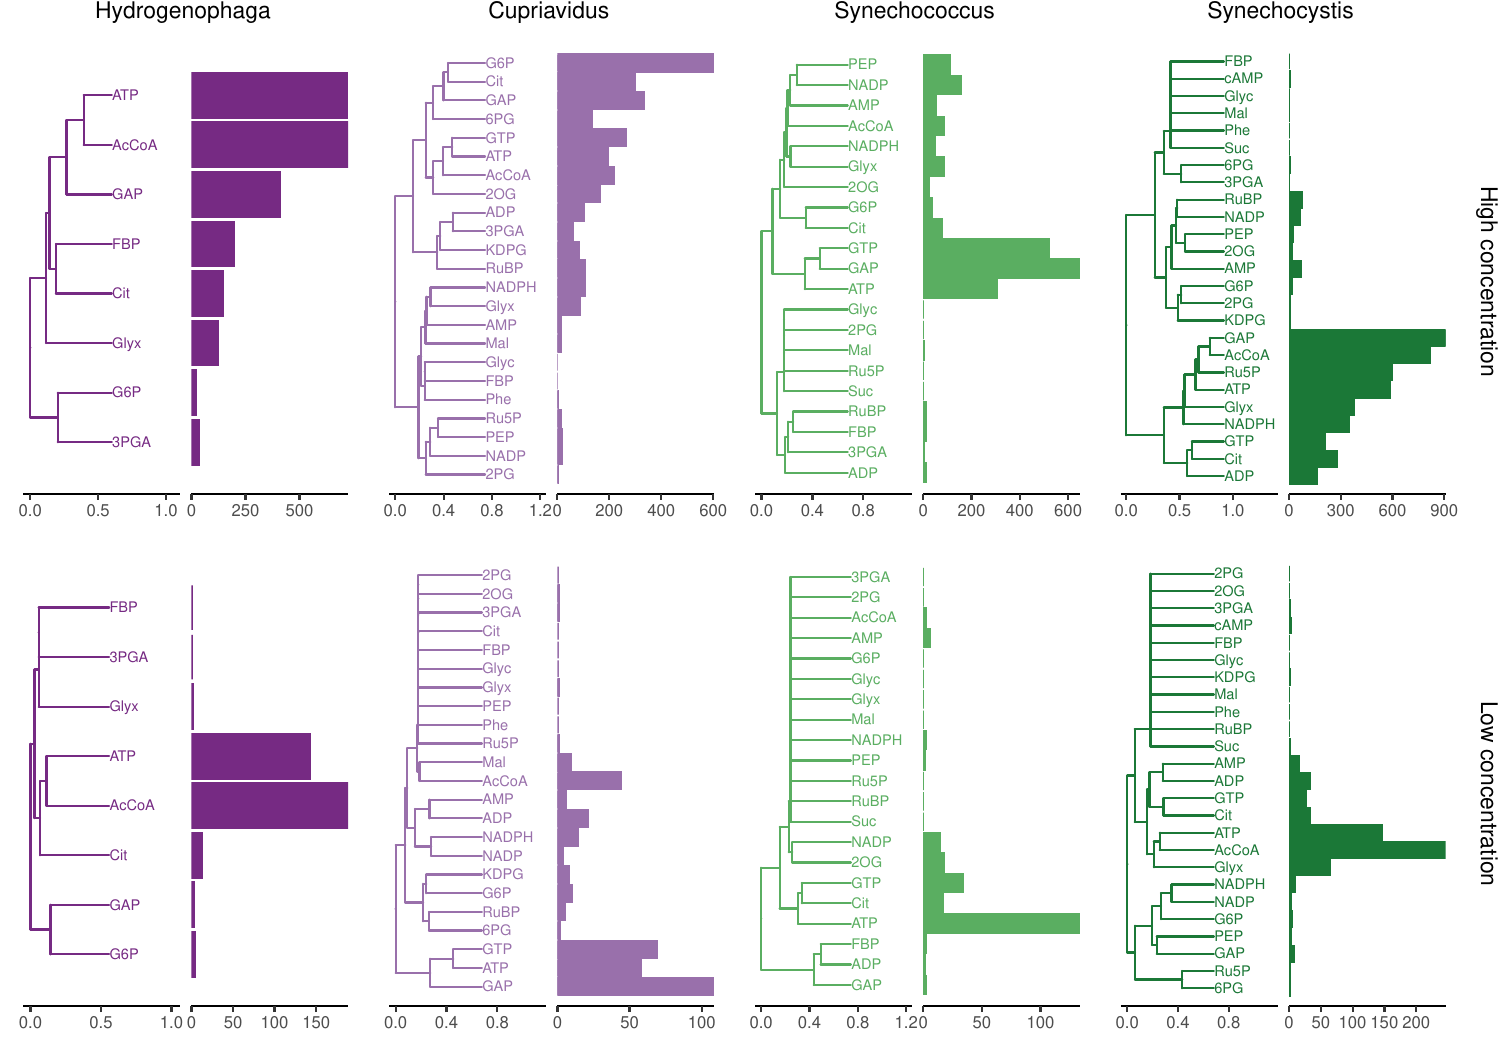 Hydrogenophaga
Cupriavidus
Synechococcus
Synechocystis
ATP
AcCoA
GAP
FBP
Cit
Glyx
G6P
3PGA
0.0 0.5 1.0
0 250 500
G6P
Cit
GAP
6PG
GTP
ATP
AcCoA
2OG
ADP
3PGA
KDPG
RuBP
NADPH
Glyx
AMP
Mal
Glyc
FBP
Phe
Ru5P
PEP
NADP
2PG
0.0 0.4 0.8 1.2
0 200 400 600
PEP
NADP
AMP
AcCoA
NADPH
Glyx
2OG
G6P
Cit
GTP
GAP
ATP
Glyc
2PG
Mal
Ru5P
Suc
RuBP
FBP
3PGA
ADP
0.0 0.4 0.8
0 200 400 600
FBP
cAMP
Glyc
Mal
Phe
Suc
6PG
3PGA
RuBP
NADP
PEP
2OG
AMP
G6P
2PG
KDPG
GAP
AcCoA
Ru5P
ATP
Glyx
NADPH
GTP
Cit
ADP
0.0 0.5 1.0
0 300 600 900
High concentration
FBP
3PGA
Glyx
ATP
AcCoA
Cit
GAP
G6P
0.0 0.5 1.0
0 50 100 150
2PG
2OG
3PGA
Cit
FBP
Glyc
Glyx
PEP
Phe
Ru5P
Mal
AcCoA
AMP
ADP
NADPH
NADP
KDPG
G6P
RuBP
6PG
GTP
ATP
GAP
0.0 0.4 0.8
0 50 100
3PGA
2PG
AcCoA
AMP
G6P
Glyc
Glyx
Mal
NADPH
PEP
Ru5P
RuBP
Suc
NADP
2OG
GTP
Cit
ATP
FBP
ADP
GAP
0.0 0.4 0.8 1.2
0 50 100
2PG
2OG
3PGA
cAMP
FBP
Glyc
KDPG
Mal
Phe
RuBP
Suc
AMP
ADP
GTP
Cit
ATP
AcCoA
Glyx
NADPH
NADP
G6P
PEP
GAP
Ru5P
6PG
0.0 0.4 0.8
0 50 100 150 200
Low concentration